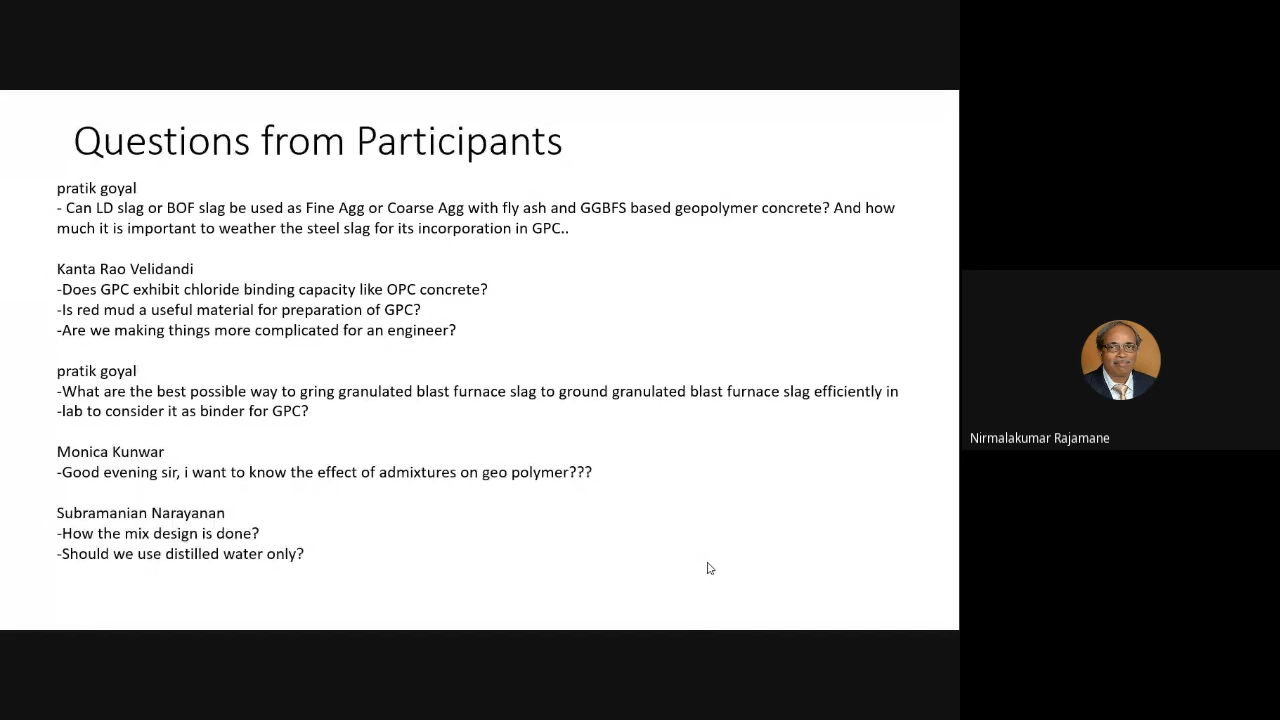 Questions from Participants
pratik goyal
- Can LD slag or BOF slag be used as Fine Agg or Coarse Agg with fly ash and GGBFS based geopolymer concrete? And how
much it is important to weather the steel slag for its incorporation in GPC..
Kanta Rao Velidandi
-Does GPC exhibit chloride binding capacity like OPC concrete?
-Is red mud a useful material for preparation of GPC?
-Are we making things more complicated for an engineer?
pratik goyal
-What are the best possible way to gring granulated blast furnace slag to ground granulated blast furnace slag efficiently in
-lab to consider it as binder for GPC?
Monica Kunwar
-Good evening sir, i want to know the effect of admixtures on geo polymer???
Subramanian Narayanan
-How the mix design is done?
-Should we use distilled water only?
Nirmalakumar Rajamane